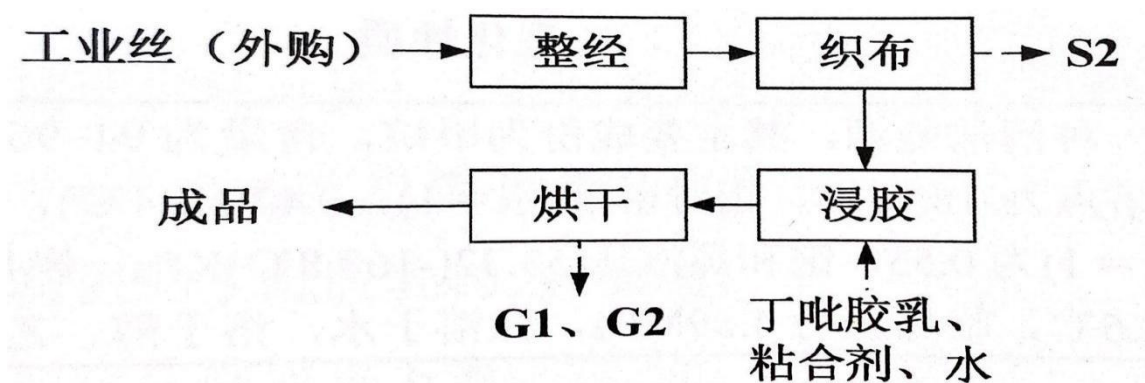 工业丝（外购） 整经 织布 S2
成品 烘干 浸胶
G1、G2 丁吡胶乳、
粘合剂、水